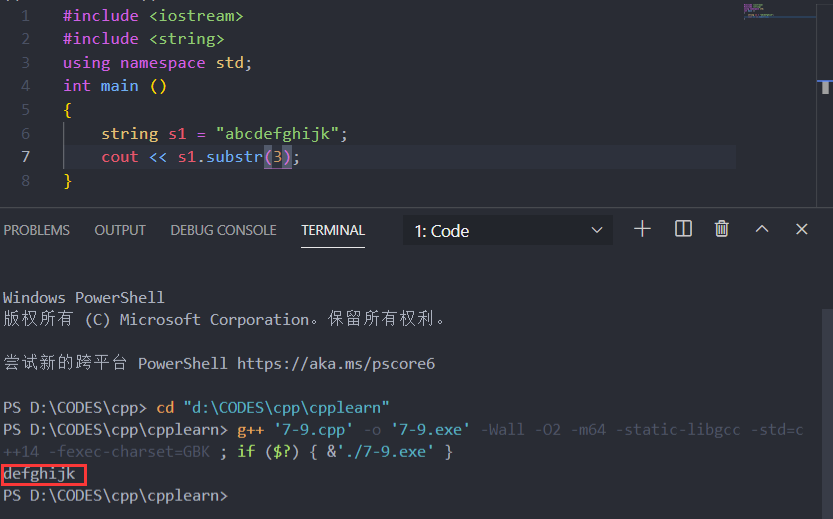 1 #include <iostream>
2 #include <string>
3 using namespace std;
4 int main ()
5 {
6 string s1 = "abcdefghijk";
7 cout << s1.substr(3);
8 }
PROBLEMS OUTPUT DEBUG CONSOLE TERMINAL 1: Code
Windows PowerShell
版权所有 (C) Microsoft Corporation。保留所有权利。
尝试新的跨平台 PowerShell https://aka.ms/pscore6
PS D:\CODES\cpp> cd "d:\CODES\cpp\cpplearn"
PS D:\CODES\cpp\cpplearn> g++ '7-9.cpp' -o '7-9.exe' -Wall -O2 -m64 -static-libgcc -std=c
++14 -fexec-charset=GBK ; if ($?) { &'./7-9.exe' }
defghijk
PS D:\CODES\cpp\cpplearn>